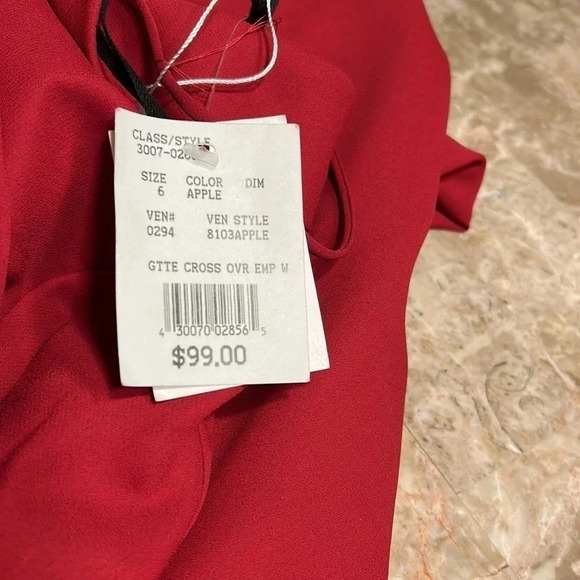 CLASS/STYLE
SIZE COLOR DIM
6 APPLE
VEN# VEN STYLE
0294 8103APPLE
GTTE CROSS OVR EMP W
4 30070 02856 5
$99.00